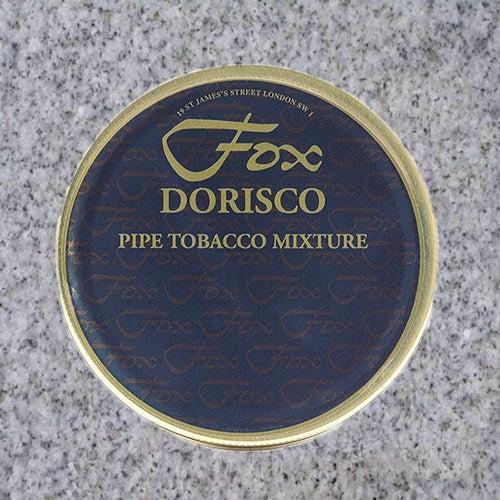 19 ST JAMES'S STREET LONDON SW 1
Fox
DORISCO
PIPE TOBACCO MIXTURE